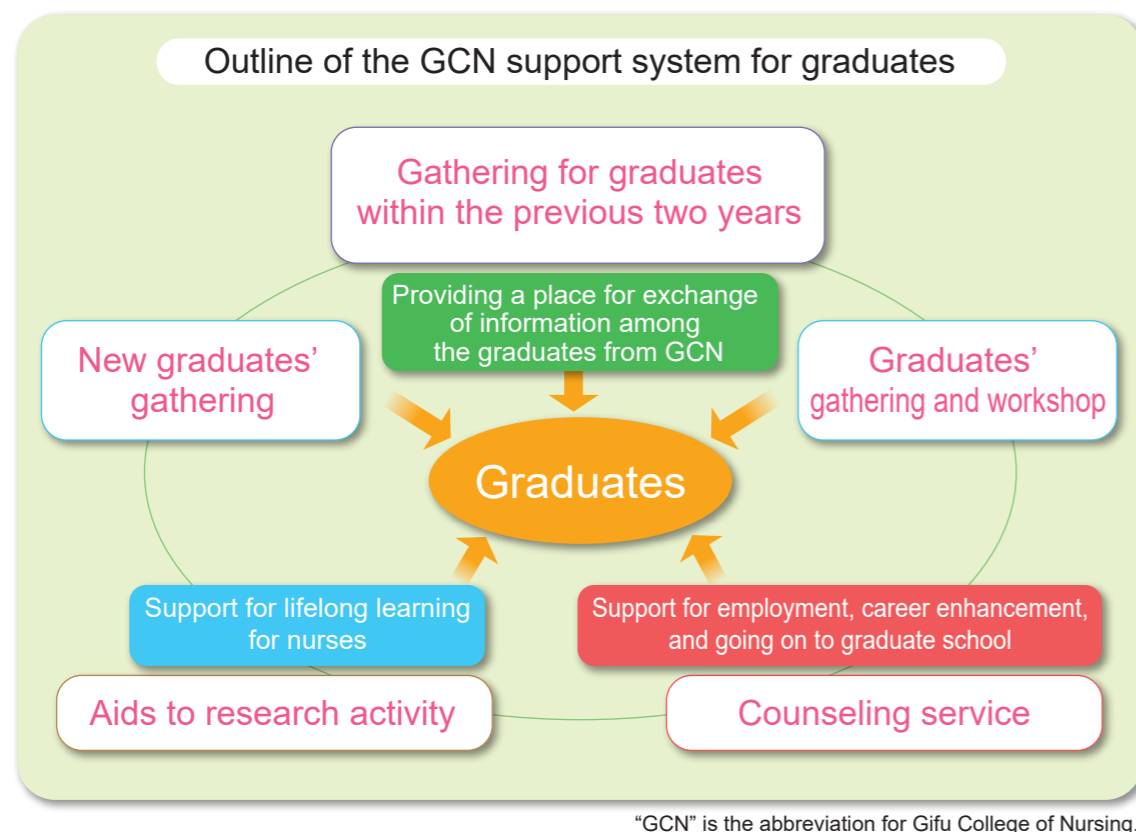 Outline of the GCN support system for graduates
Gathering for graduates
within the previous two years
Providing a place for exchange
of information among
the graduates from GCN
New graduates’
gathering
Graduates’
gathering and workshop
Graduates
Support for lifelong learning
for nurses
Support for employment, career enhancement,
and going on to graduate school
Aids to research activity
Counseling service
“GCN” is the abbreviation for Gifu College of Nursing.